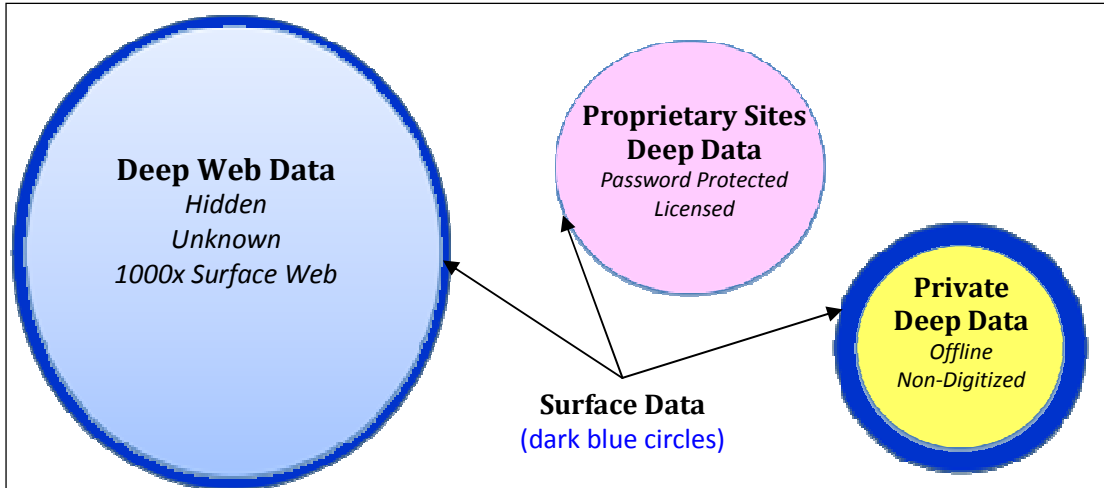 Deep Web Data
Hidden
Unknown
1000x Surface Web
Proprietary Sites
Deep Data
Password Protected
Licensed
Private
Deep Data
Offline
Non-Digitized
Surface Data
(dark blue circles)